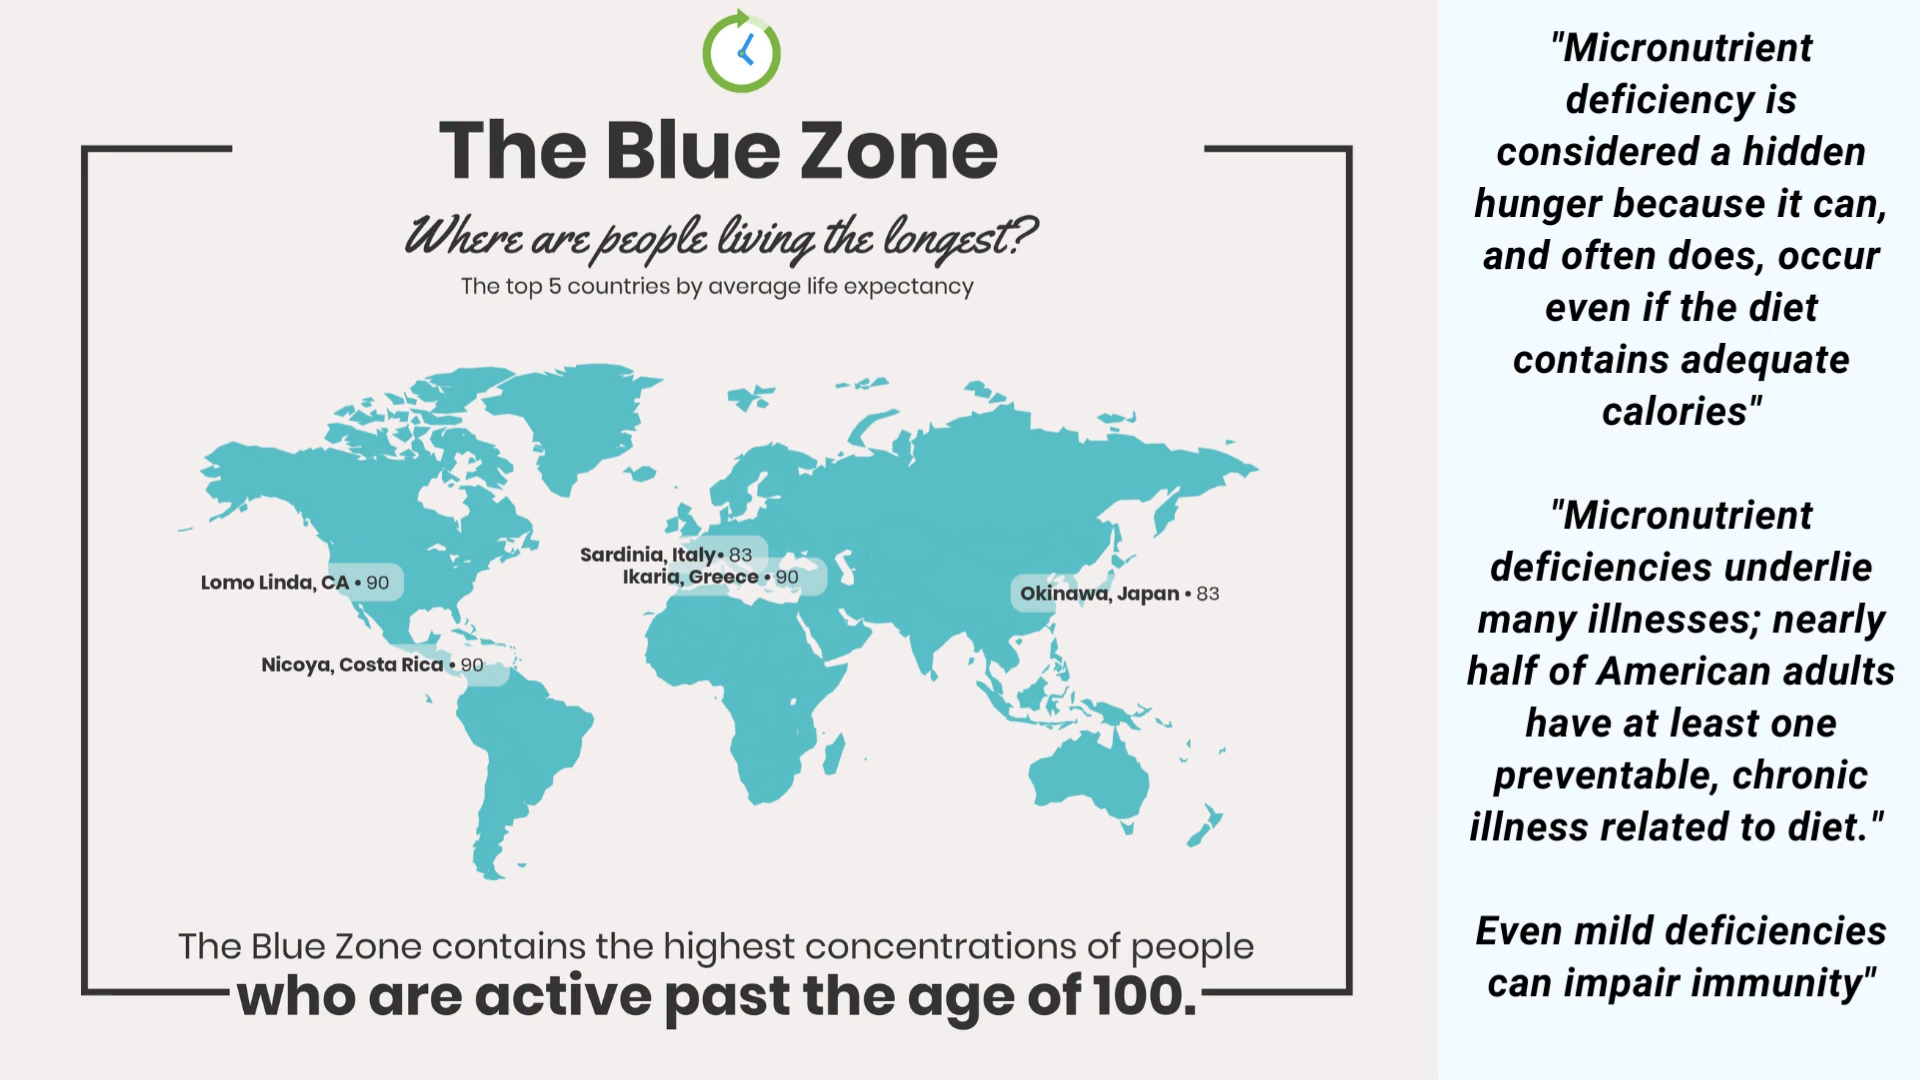 The Blue Zone
Where are people living the longest?
The top 5 countries by average life expectancy
Sardinia, Italy• 83
Ikaria, Greece • 90
Lomo Linda, CA • 90
Okinawa, Japan • 83
Nicoya, Costa Rica • 90
The Blue Zone contains the highest concentrations of people
who are active past the age of 100.
"Micronutrient
deficiency is
considered a hidden
hunger because it can,
and often does, occur
even if the diet
contains adequate
calories"
"Micronutrient
deficiencies underlie
many illnesses; nearly
half of American adults
have at least one
preventable, chronic
illness related to diet."
Even mild deficiencies
can impair immunity"